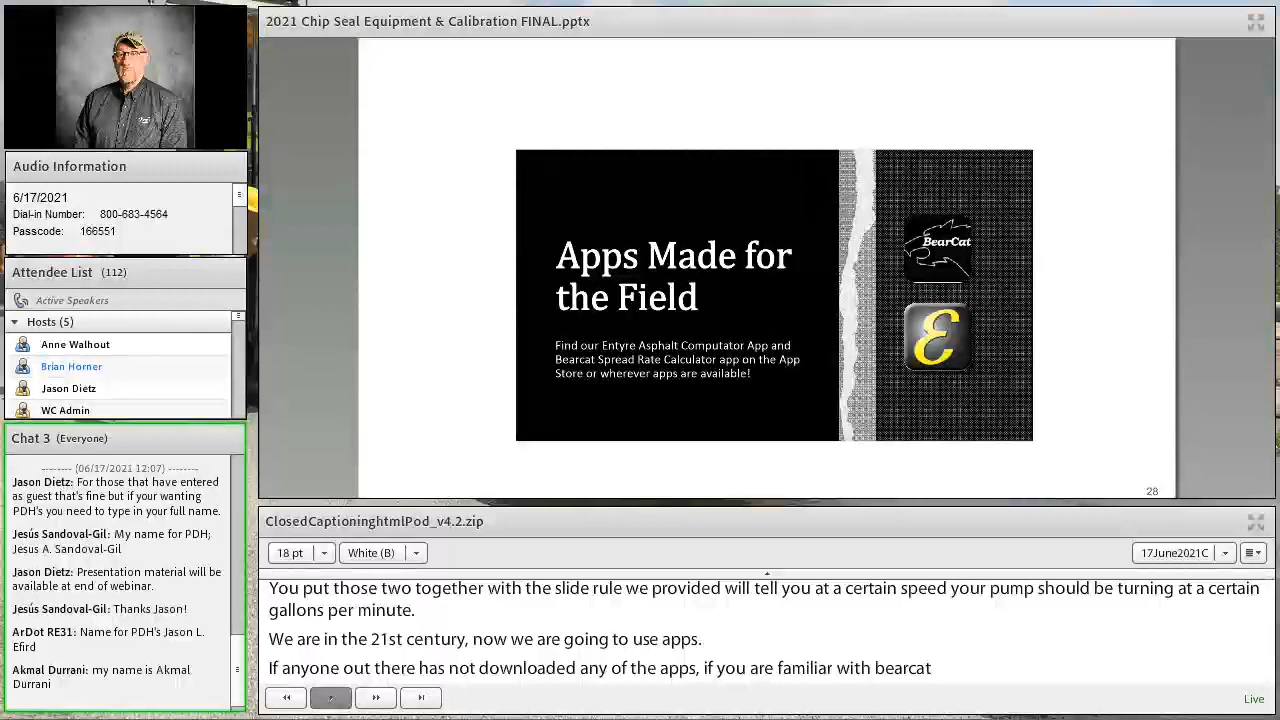 2021 Chip Seal Equipment & Calibration FINAL.pptx
Audio Information
6/17/2021
Dial-in Number: 800-683-4564
Passcode: 166551
Attendee List (112)
Active Speakers
Hosts (5)
Anne Walhout
Brian Horner
Jason Dietz
WC Admin
Chat 3 (Everyone)
-------- (06/17/2021 12:07) -------
Jason Dietz: For those that have entered
as guest that's fine but if your wanting
PDH's you need to type in your full name.
Jesús Sandoval-Gil: My name for PDH;
Jesus A. Sandoval-Gil
Jason Dietz: Presentation material will be
available at end of webinar.
Jesús Sandoval-Gil: Thanks Jason!
ArDot RE31: Name for PDH's Jason L.
Efird
Akmal Durrani: my name is Akmal
Durrani
Apps Made for
the Field
Find our Entyre Asphalt Computator App and
Bearcat Spread Rate Calculator app on the App
Store or wherever apps are available!
BearCat
E
28
ClosedCaptioninghtmlPod_v4.2.zip
18 pt
White (B)
17June2021C
You put those two together with the slide rule we provided will tell you at a certain speed your pump should be turning at a certain
gallons per minute.
We are in the 21st century, now we are going to use apps.
If anyone out there has not downloaded any of the apps, if you are familiar with bearcat
Live